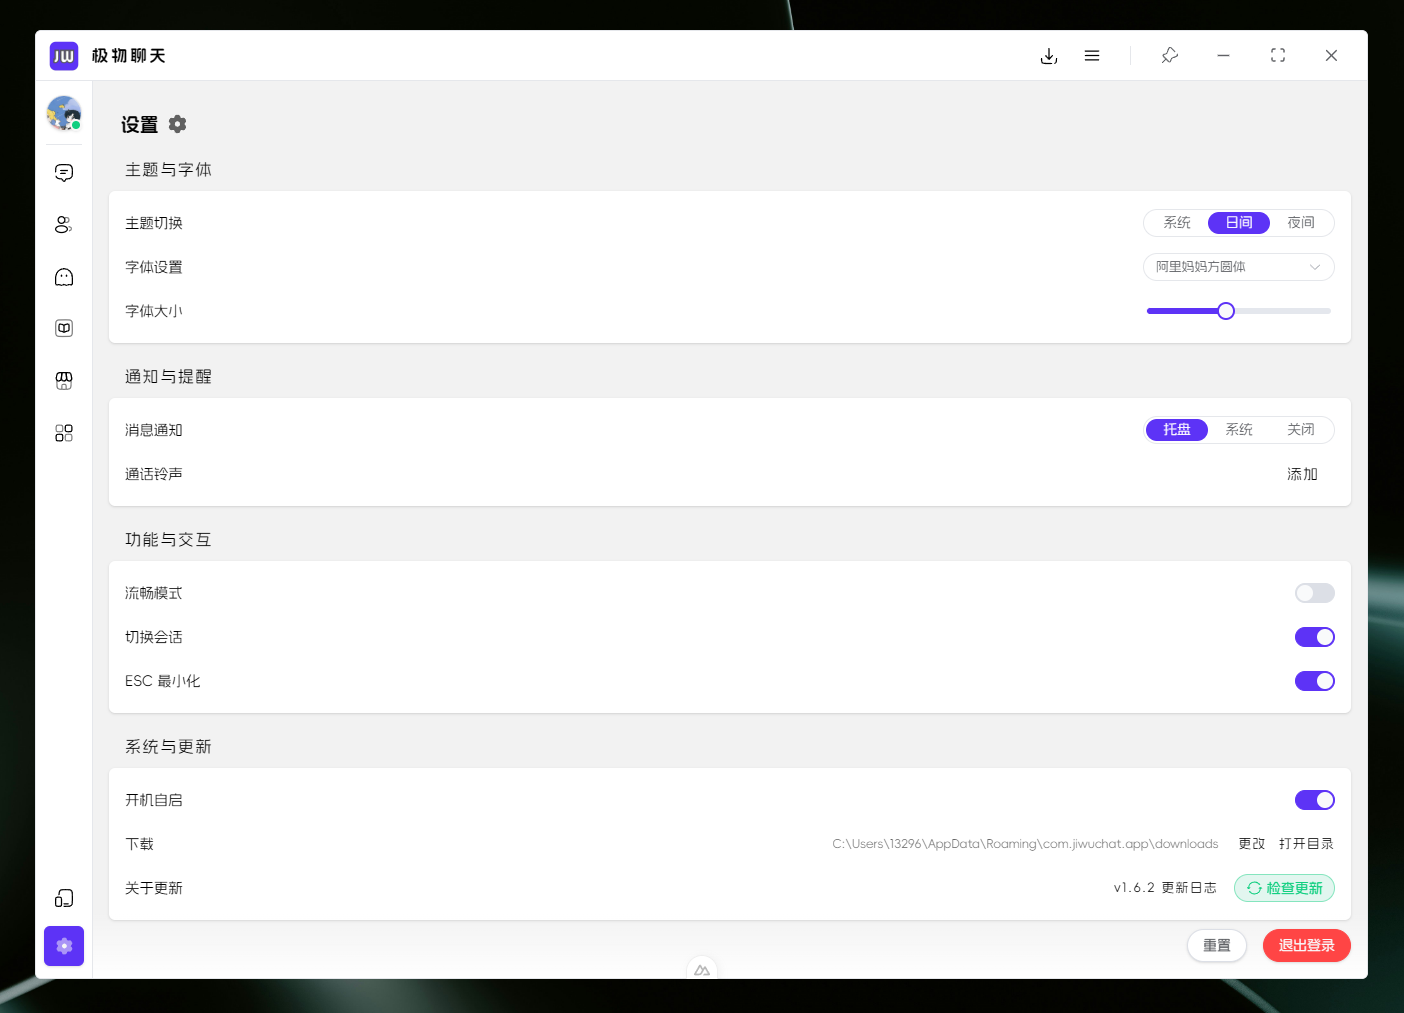 JW 极物聊天
设置
主题与字体
主题切换 系统 日间 夜间
字体设置 阿里妈妈方圆体
字体大小
通知与提醒
消息通知 托盘 系统 关闭
通话铃声 添加
功能与交互
流畅模式
切换会话
ESC 最小化
系统与更新
开机自启
下载 C:\Users\13296\AppData\Roaming\com.jiwuchat.app\downloads 更改 打开目录
关于更新 v1.6.2 更新日志 检查更新
重置 退出登录